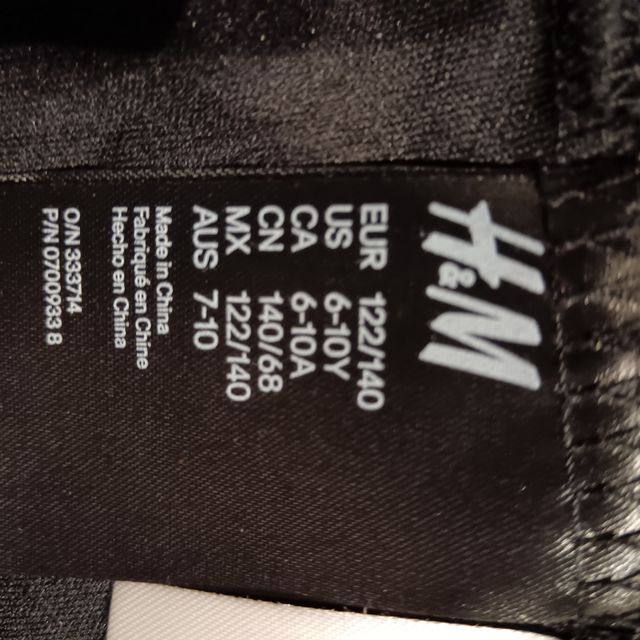 H&M
EUR 122/140
US 6-10Y
CA 6-10A
CN 140/68
MX 122/140
AUS 7-10
Made in China
Fabriqué en Chine
Hecho en China
O/N 333714
P/N 0700933 8